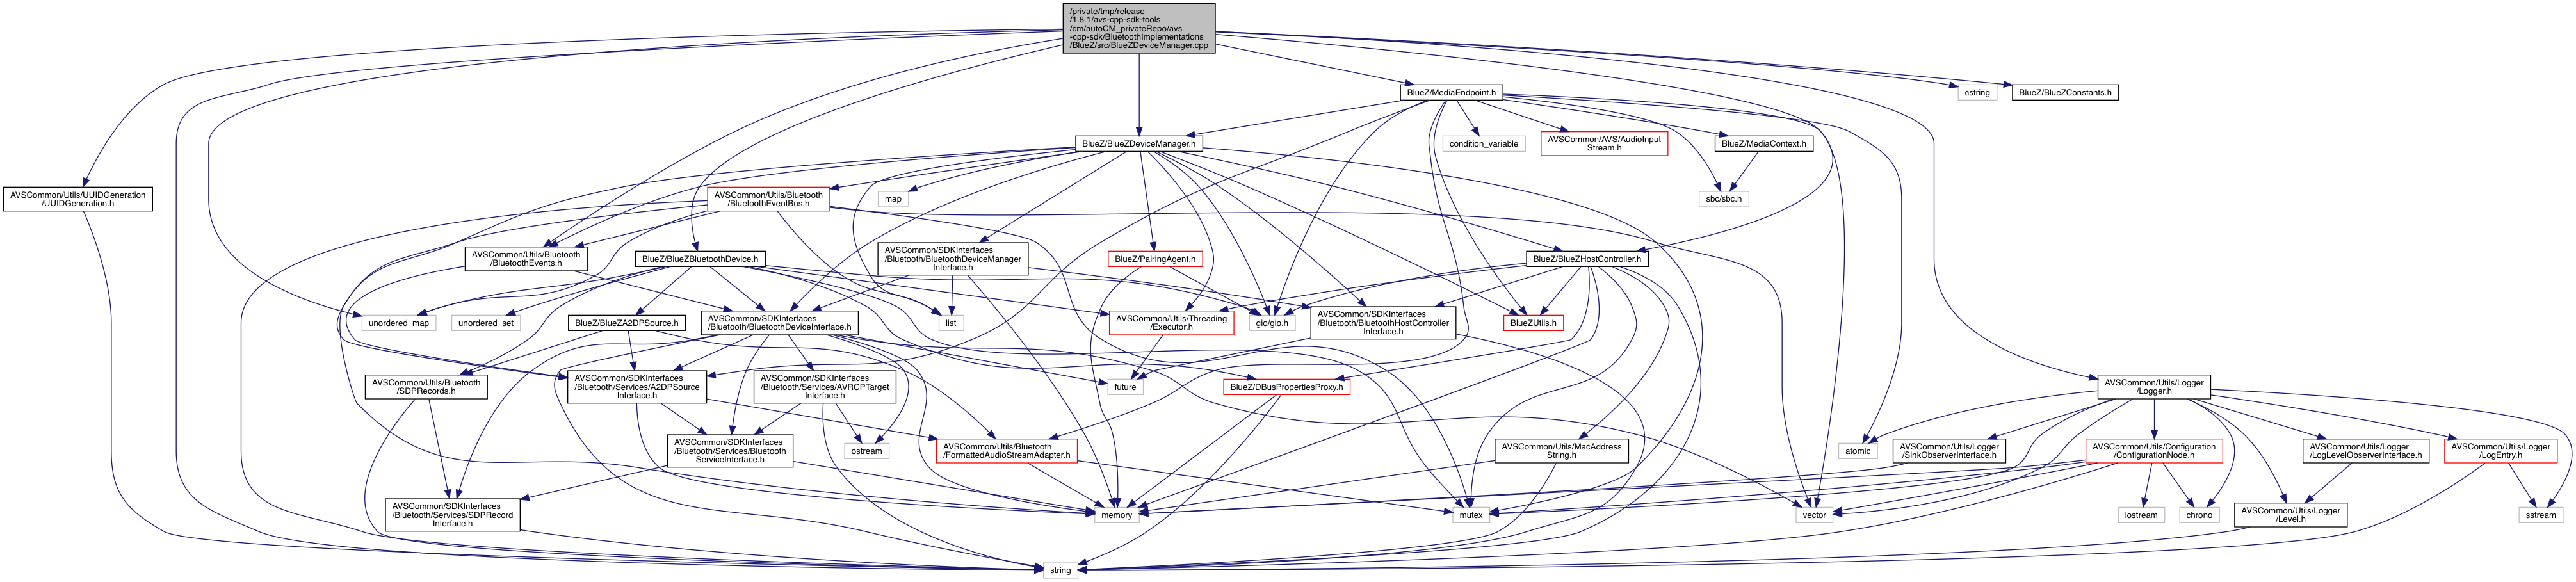 /private/tmp/release
/1.8.1/avs-cpp-sdk-tools
/cm/autoCM_privateRepo/avs
-cpp-sdk/BluetoothImplementations
/BlueZ/src/BlueZDeviceManager.cpp
BlueZ/MediaEndpoint.h
cstring
BlueZ/BlueZConstants.h
BlueZ/BlueZDeviceManager.h
condition_variable
AVSCommon/AVS/AudioInput
Stream.h
BlueZ/MediaContext.h
AVSCommon/Utils/UUIDGeneration
/UUIDGeneration.h
AVSCommon/Utils/Bluetooth
/BluetoothEventBus.h
map
sbc/sbc.h
AVSCommon/Utils/Bluetooth
/BluetoothEvents.h
BlueZ/BlueZBluetoothDevice.h
AVSCommon/SDKInterfaces
/Bluetooth/BluetoothDeviceManager
Interface.h
BlueZ/PairingAgent.h
BlueZ/BlueZHostController.h
unordered_map
unordered_set
BlueZ/BlueZA2DPSource.h
AVSCommon/SDKInterfaces
/Bluetooth/BluetoothDeviceInterface.h
list
AVSCommon/Utils/Threading
/Executor.h
gio/gio.h
AVSCommon/SDKInterfaces
/Bluetooth/BluetoothHostController
Interface.h
BlueZUtils.h
AVSCommon/Utils/Bluetooth
/SDPRecords.h
AVSCommon/SDKInterfaces
/Bluetooth/Services/A2DPSource
Interface.h
AVSCommon/SDKInterfaces
/Bluetooth/Services/AVRCPTarget
Interface.h
future
BlueZ/DBusPropertiesProxy.h
AVSCommon/Utils/Logger
/Logger.h
AVSCommon/SDKInterfaces
/Bluetooth/Services/Bluetooth
ServiceInterface.h
ostream
AVSCommon/Utils/Bluetooth
/FormattedAudioStreamAdapter.h
AVSCommon/Utils/MacAddress
String.h
atomic
AVSCommon/Utils/Logger
/SinkObserverInterface.h
AVSCommon/Utils/Configuration
/ConfigurationNode.h
AVSCommon/Utils/Logger
/LogLevelObserverInterface.h
AVSCommon/Utils/Logger
/LogEntry.h
AVSCommon/SDKInterfaces
/Bluetooth/Services/SDPRecord
Interface.h
memory
mutex
vector
iostream
chrono
AVSCommon/Utils/Logger
/Level.h
sstream
string